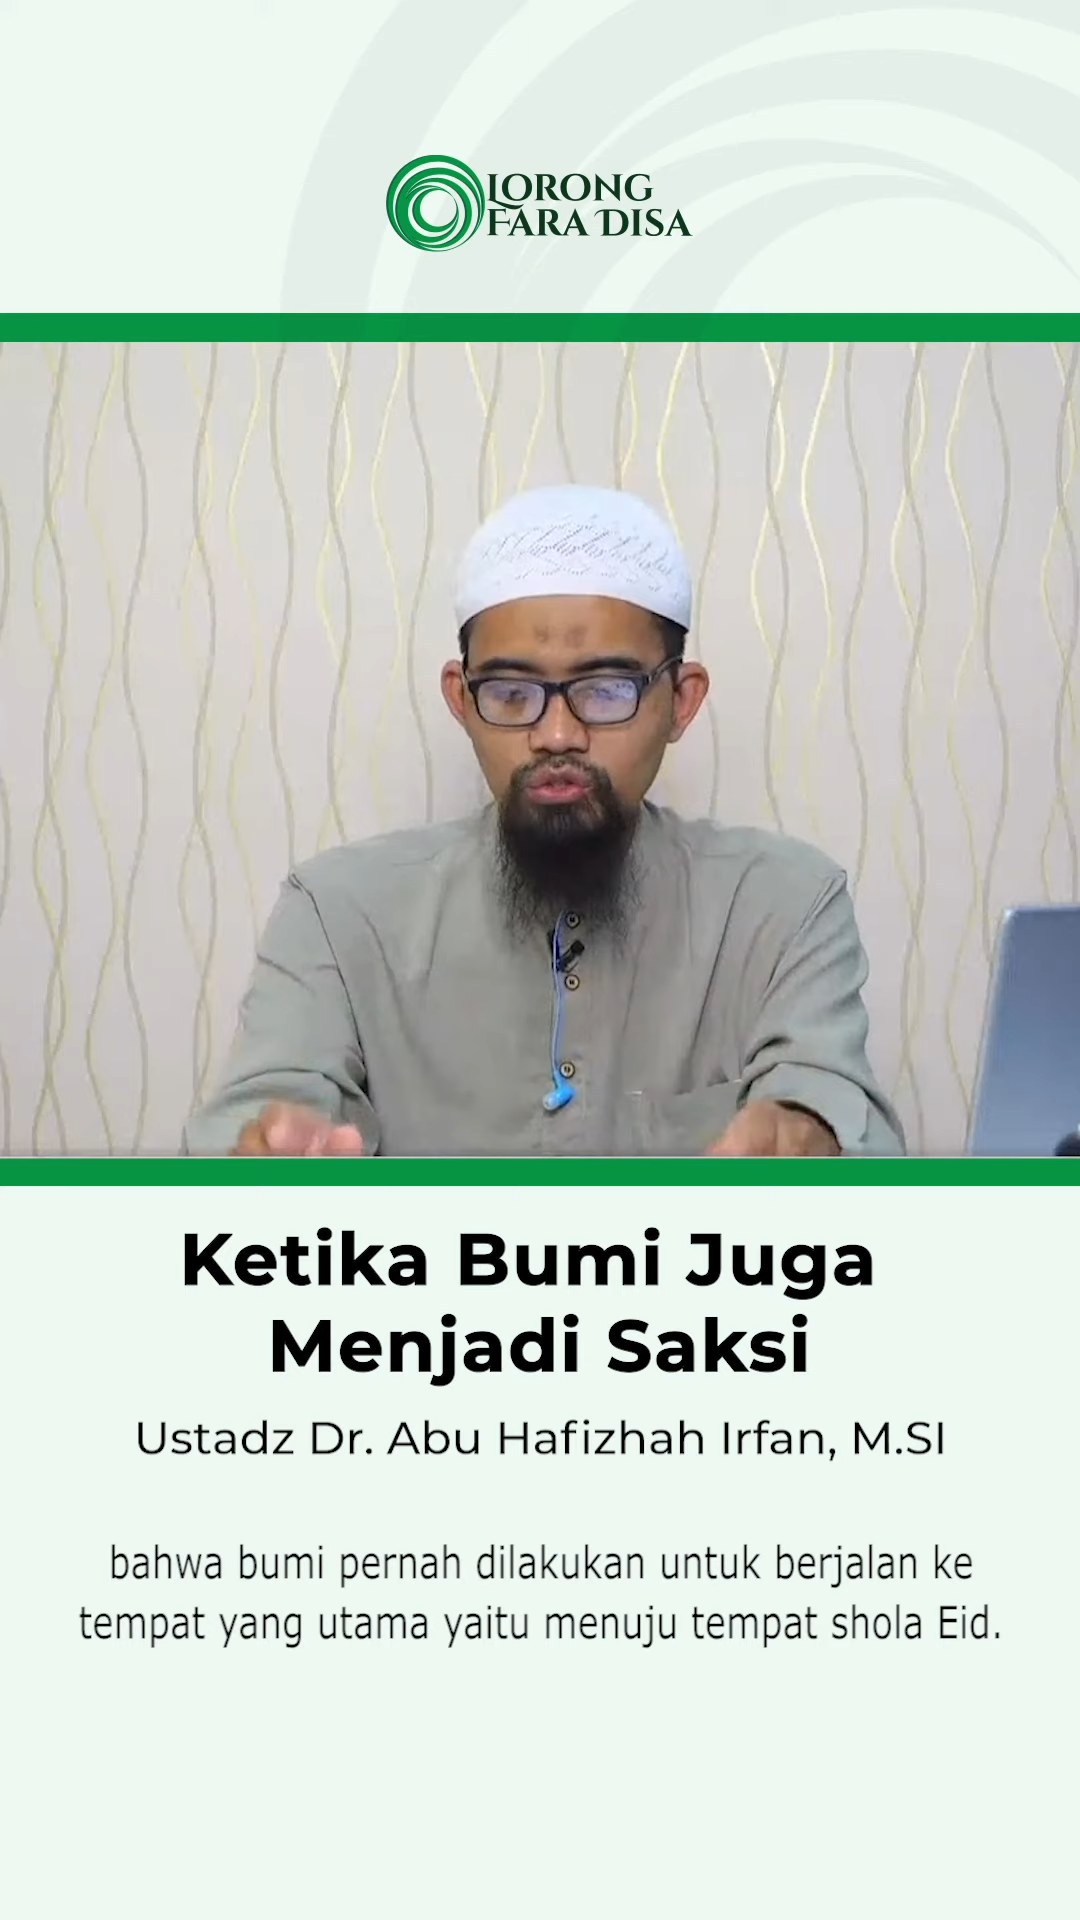 LORONG
FARA DISA
Ketika Bumi Juga
Menjadi Saksi
Ustadz Dr. Abu Hafizhah Irfan, M.SI
bahwa bumi pernah dilakukan untuk berjalan ke
tempat yang utama yaitu menuju tempat shola Eid.